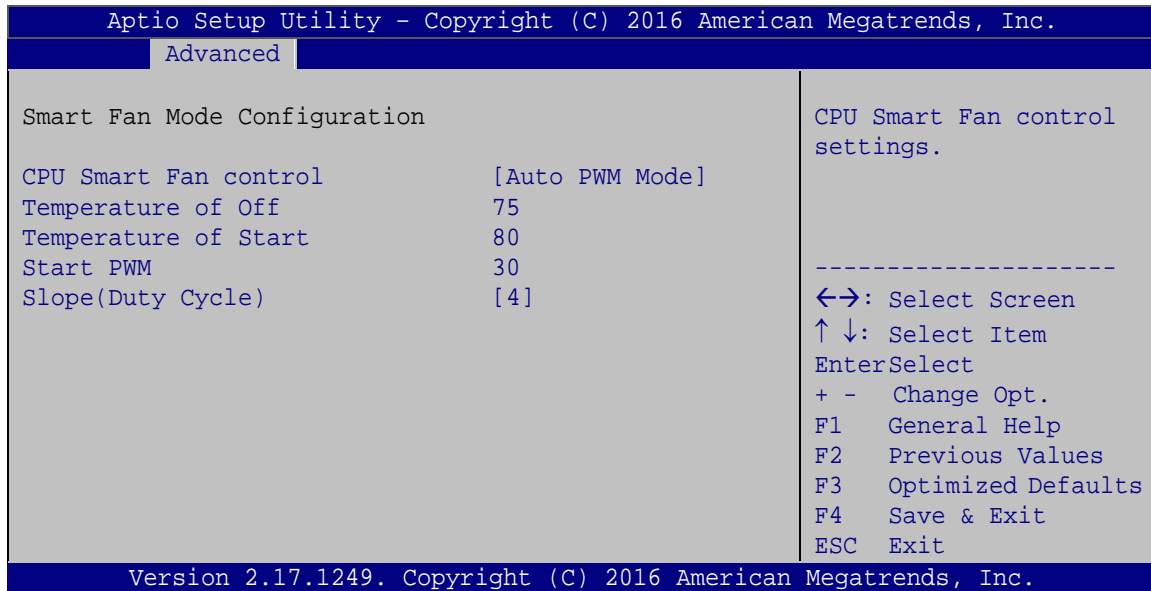 Aptio Setup Utility – Copyright (C) 2016 American Megatrends, Inc.
Advanced
Smart Fan Mode Configuration
CPU Smart Fan control [Auto PWM Mode]
Temperature of Off 75
Temperature of Start 80
Start PWM 30
Slope(Duty Cycle) [4]
CPU Smart Fan control
settings.
---------------------
←→: Select Screen
↑ ↓: Select Item
EnterSelect
+ - Change Opt.
F1 General Help
F2 Previous Values
F3 Optimized Defaults
F4 Save & Exit
ESC Exit
Version 2.17.1249. Copyright (C) 2016 American Megatrends, Inc.